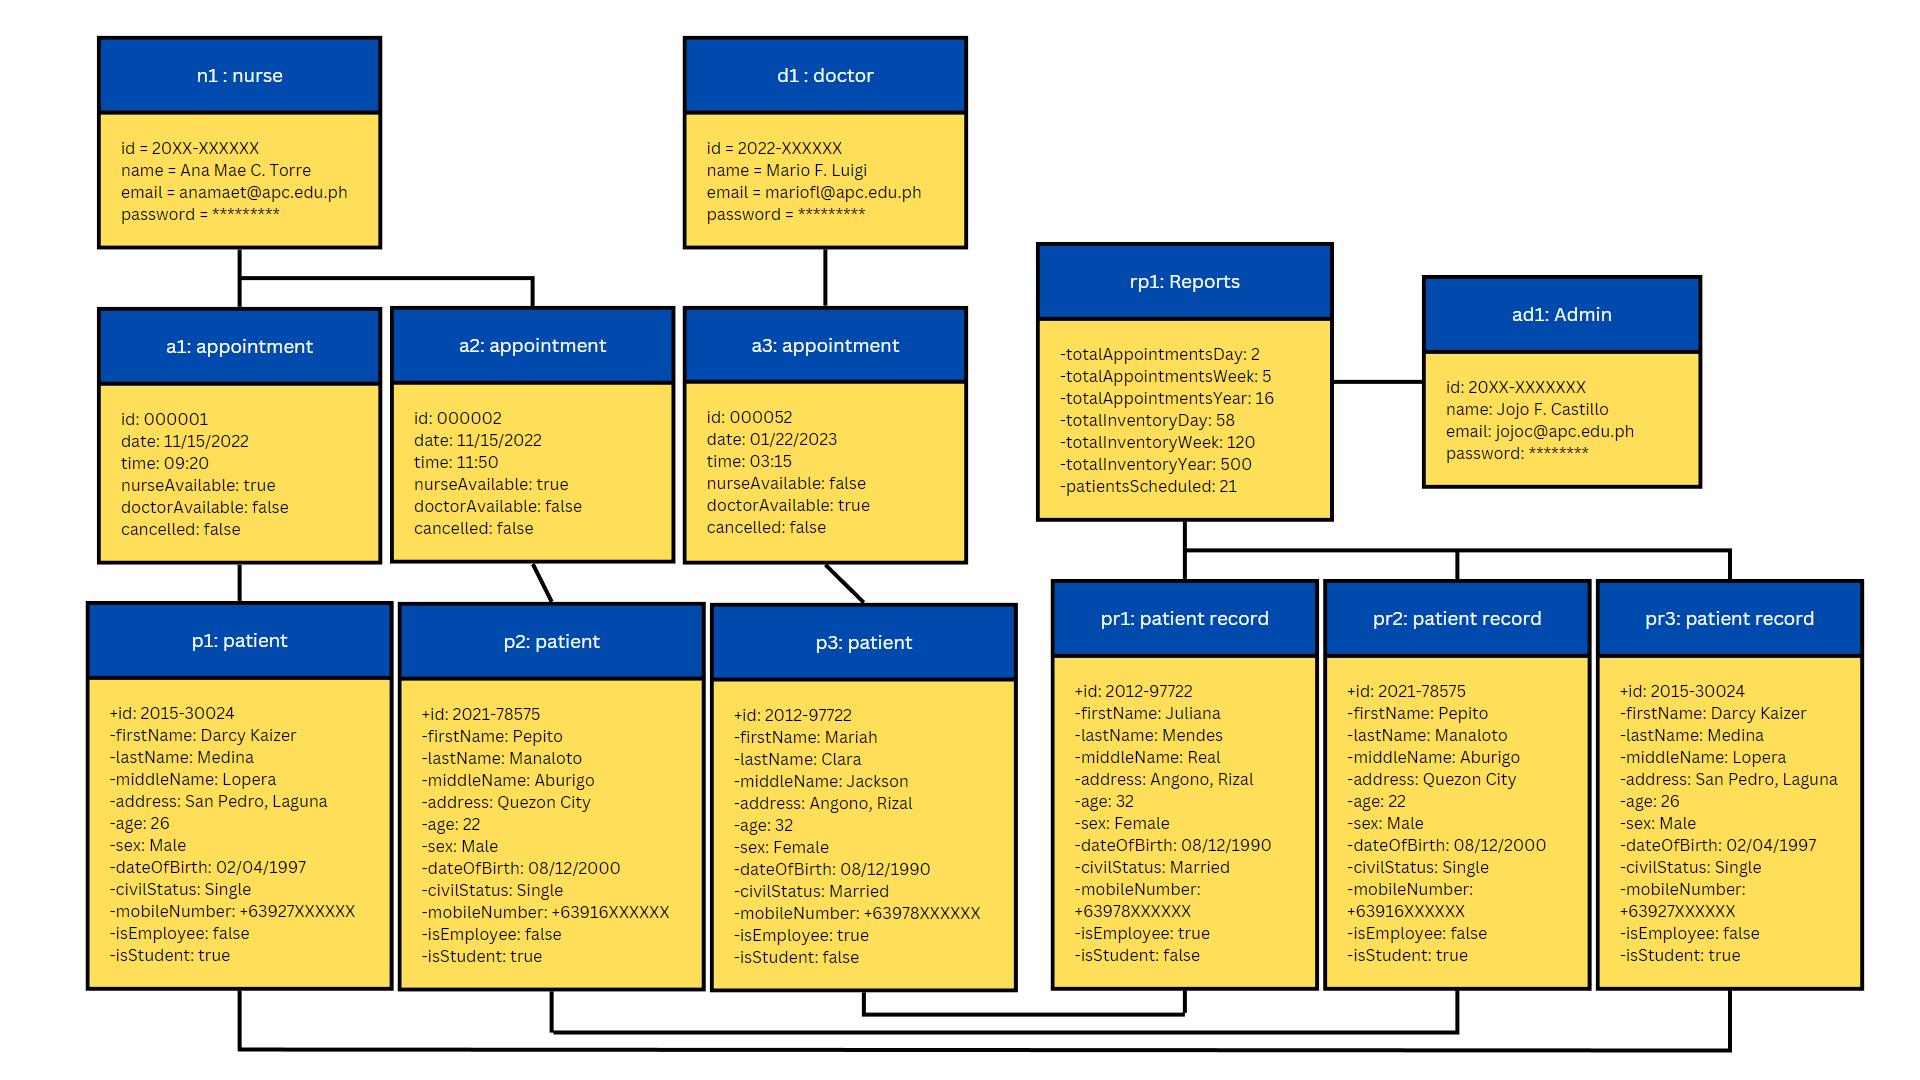 n1 : nurse
id = 20XX-XXXXXX
name = Ana Mae C. Torre
email = anamaet@apc.edu.ph
password = *********
d1 : doctor
id = 2022-XXXXXX
name = Mario F. Luigi
email = mariofl@apc.edu.ph
password = *********
a1: appointment
id: 000001
date: 11/15/2022
time: 09:20
nurseAvailable: true
doctorAvailable: false
cancelled: false
a2: appointment
id: 000002
date: 11/15/2022
time: 11:50
nurseAvailable: true
doctorAvailable: false
cancelled: false
a3: appointment
id: 000052
date: 01/22/2023
time: 03:15
nurseAvailable: false
doctorAvailable: true
cancelled: false
rp1: Reports
-totalAppointmentsDay: 2
-totalAppointmentsWeek: 5
-totalAppointmentsYear: 16
-totalInventoryDay: 58
-totalInventoryWeek: 120
-totalInventoryYear: 500
-patientsScheduled: 21
ad1: Admin
id: 20XX-XXXXXXX
name: Jojo F. Castillo
email: jojoc@apc.edu.ph
password: ********
p1: patient
+id: 2015-30024
-firstName: Darcy Kaizer
-lastName: Medina
-middleName: Lopera
-address: San Pedro, Laguna
-age: 26
-sex: Male
-dateOfBirth: 02/04/1997
-civilStatus: Single
-mobileNumber: +63927XXXXXX
-isEmployee: false
-isStudent: true
p2: patient
+id: 2021-78575
-firstName: Pepito
-lastName: Manaloto
-middleName: Aburigo
-address: Quezon City
-age: 22
-sex: Male
-dateOfBirth: 08/12/2000
-civilStatus: Single
-mobileNumber: +63916XXXXXX
-isEmployee: false
-isStudent: true
p3: patient
+id: 2012-97722
-firstName: Mariah
-lastName: Clara
-middleName: Jackson
-address: Angono, Rizal
-age: 32
-sex: Female
-dateOfBirth: 08/12/1990
-civilStatus: Married
-mobileNumber: +63978XXXXXX
-isEmployee: true
-isStudent: false
pr1: patient record
+id: 2012-97722
-firstName: Juliana
-lastName: Mendes
-middleName: Real
-address: Angono, Rizal
-age: 32
-sex: Female
-dateOfBirth: 08/12/1990
-civilStatus: Married
-mobileNumber:
+63978XXXXXX
-isEmployee: true
-isStudent: false
pr2: patient record
+id: 2021-78575
-firstName: Pepito
-lastName: Manaloto
-middleName: Aburigo
-address: Quezon City
-age: 22
-sex: Male
-dateOfBirth: 08/12/2000
-civilStatus: Single
-mobileNumber:
+63916XXXXXX
-isEmployee: false
-isStudent: true
pr3: patient record
+id: 2015-30024
-firstName: Darcy Kaizer
-lastName: Medina
-middleName: Lopera
-address: San Pedro, Laguna
-age: 26
-sex: Male
-dateOfBirth: 02/04/1997
-civilStatus: Single
-mobileNumber:
+63927XXXXXX
-isEmployee: false
-isStudent: true